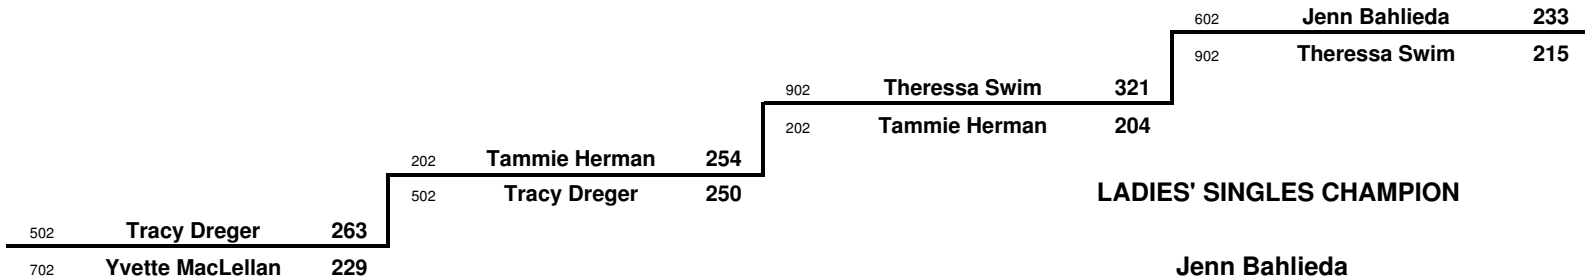 602 Jenn Bahlieda 233
902 Theressa Swim 215
902 Theressa Swim 321
202 Tammie Herman 204
202 Tammie Herman 254
502 Tracy Dreger 250
LADIES' SINGLES CHAMPION
502 Tracy Dreger 263
702 Yvette MacLellan 229
Jenn Bahlieda